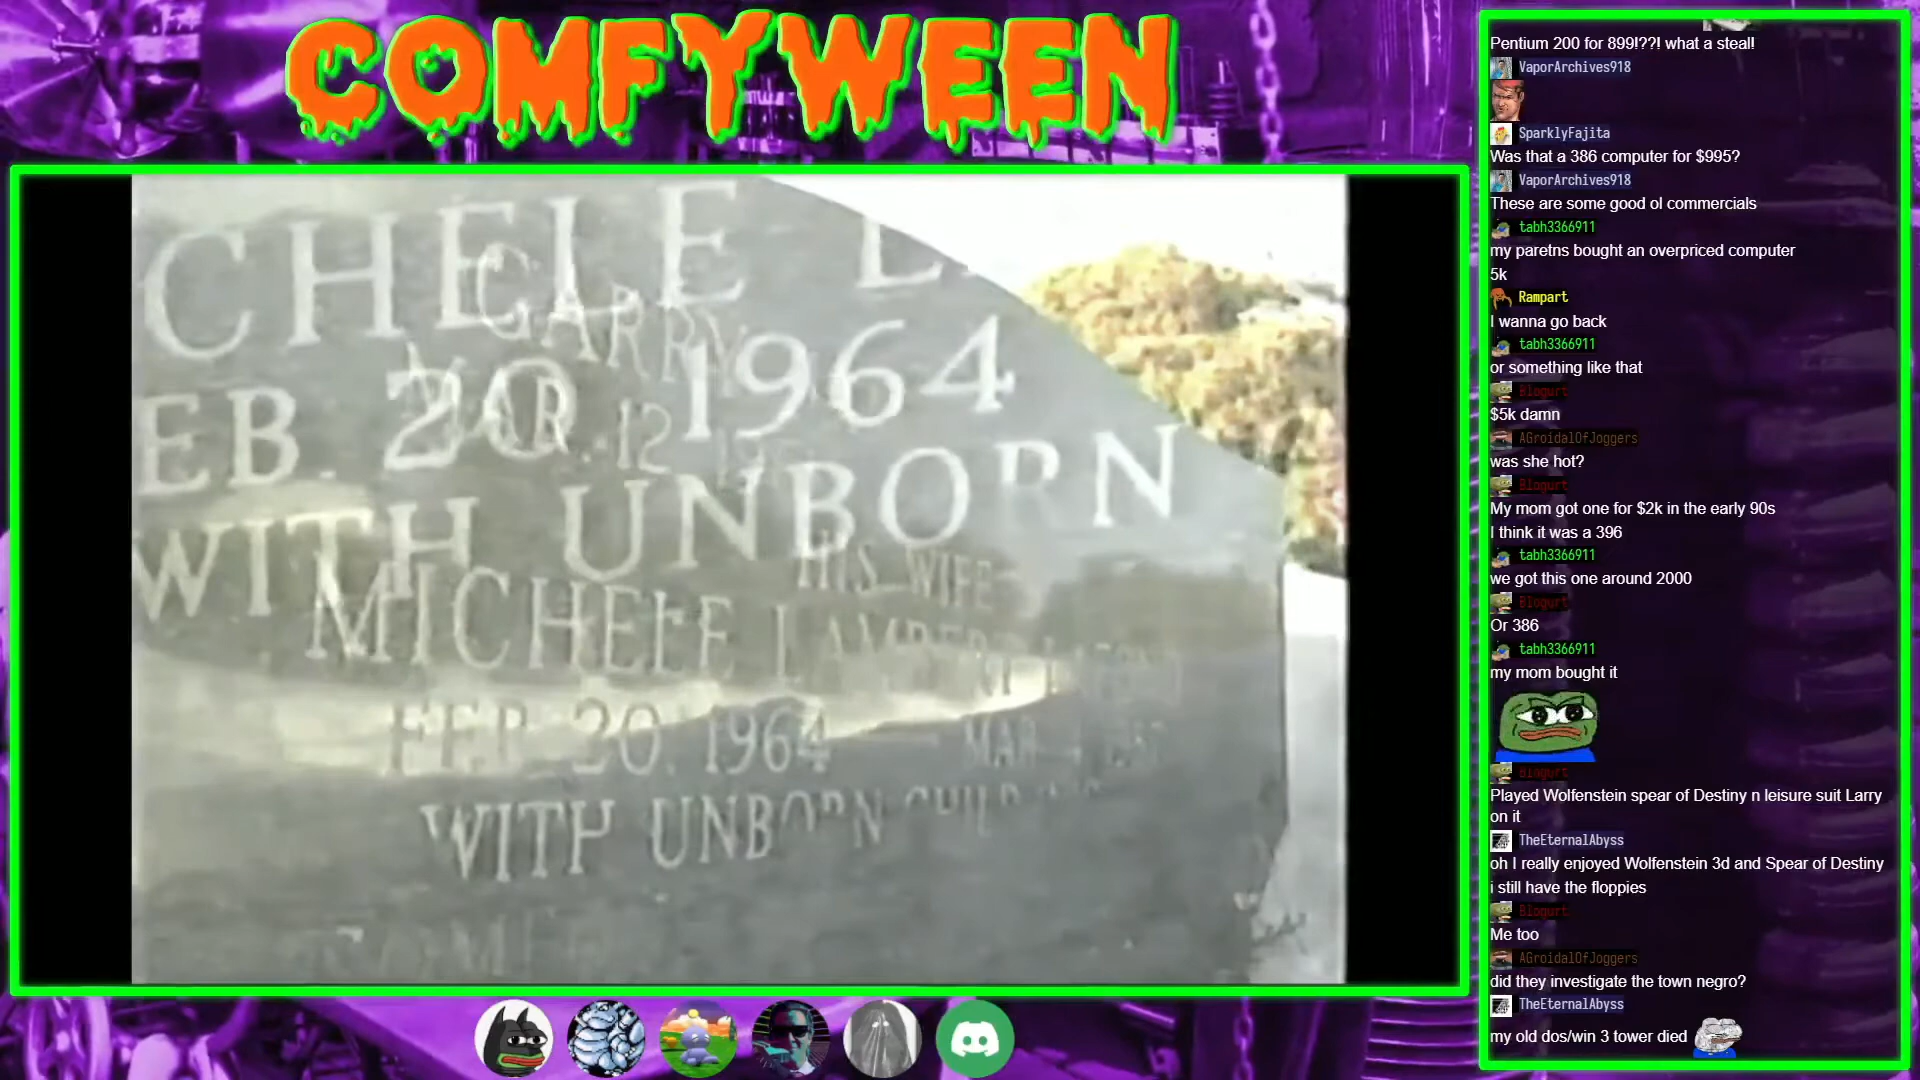 COMFYWEEN
CHELE L
GARRY
EB. 20 1964
MAR. 12
WITH UNBORN
HIS WIFE
MICHELE LAMBERT
FEB. 20, 1964 MAR
WITH UNBORN CHILD
Pentium 200 for 899!??! what a steal!
VaporArchives918
SparklyFajita
Was that a 386 computer for $995?
VaporArchives918
These are some good ol commercials
tabh3366911
my paretns bought an overpriced computer
5k
Rampart
I wanna go back
tabh3366911
or something like that
Blogurt
$5k damn
AGroidalOfJoggers
was she hot?
Blogurt
My mom got one for $2k in the early 90s
I think it was a 396
tabh3366911
we got this one around 2000
Blogurt
Or 386
tabh3366911
my mom bought it
Blogurt
Played Wolfenstein spear of Destiny n leisure suit Larry
on it
TheEternalAbyss
oh I really enjoyed Wolfenstein 3d and Spear of Destiny
i still have the floppies
Blogurt
Me too
AGroidalOfJoggers
did they investigate the town negro?
TheEternalAbyss
my old dos/win 3 tower died